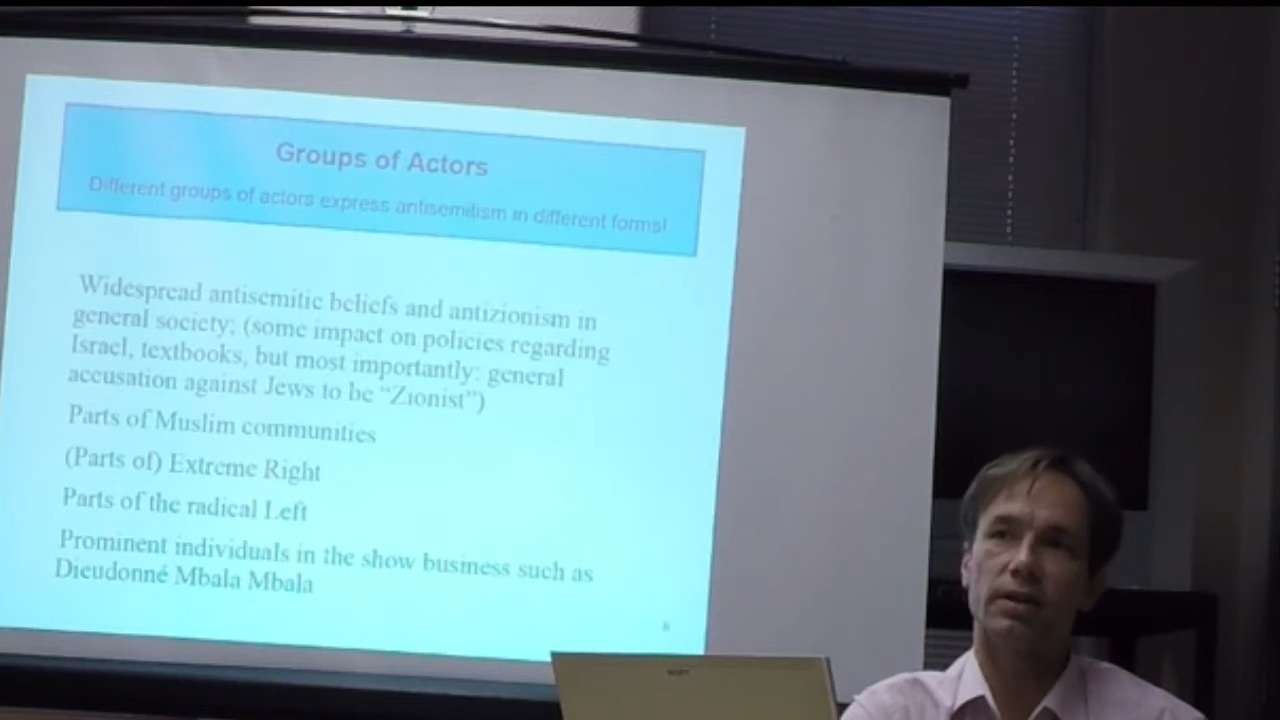 Groups of Actors
Different groups of actors express antisemitism in different forms!
Widespread antisemitic beliefs and antizionism in
general society; (some impact on policies regarding
Israel, textbooks, but most importantly: general
accusation against Jews to be “Zionist”)
Parts of Muslim communities
(Parts of) Extreme Right
Parts of the radical Left
Prominent individuals in the show business such as
Dieudonné Mbala Mbala